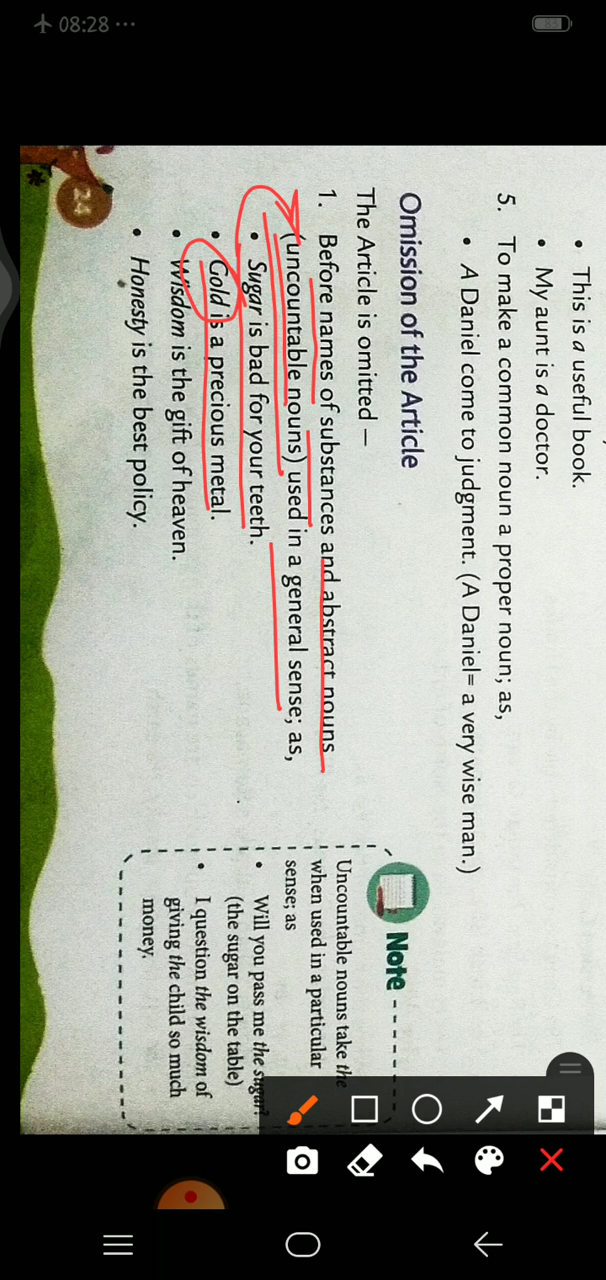 08:28 ...
83
• This is a useful book.
• My aunt is a doctor.
5. To make a common noun a proper noun; as,
• A Daniel come to judgment. (A Daniel= a very wise man.)
Omission of the Article
The Article is omitted —
1. Before names of substances and abstract nouns
(uncountable nouns) used in a general sense; as,
• Sugar is bad for your teeth.
• Gold is a precious metal.
• Wisdom is the gift of heaven.
• Honesty is the best policy.
Note
Uncountable nouns take the
when used in a particular
sense; as
• Will you pass me the sugar?
(the sugar on the table)
• I question the wisdom of
giving the child so much
money.
24